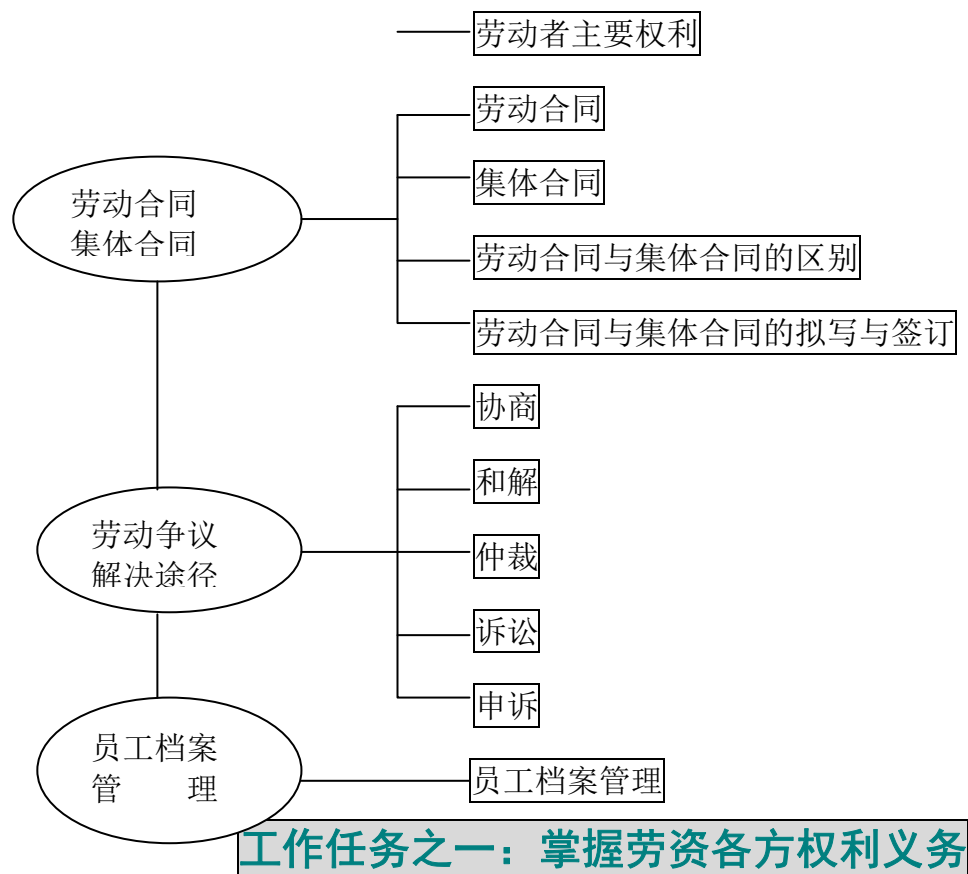 劳动者主要权利
劳动合同
集体合同
劳动合同
集体合同
劳动合同与集体合同的区别
劳动合同与集体合同的拟写与签订
协商
和解
劳动争议
解决途径
仲裁
诉讼
申诉
员工档案
管 理
员工档案管理
工作任务之一：掌握劳资各方权利义务